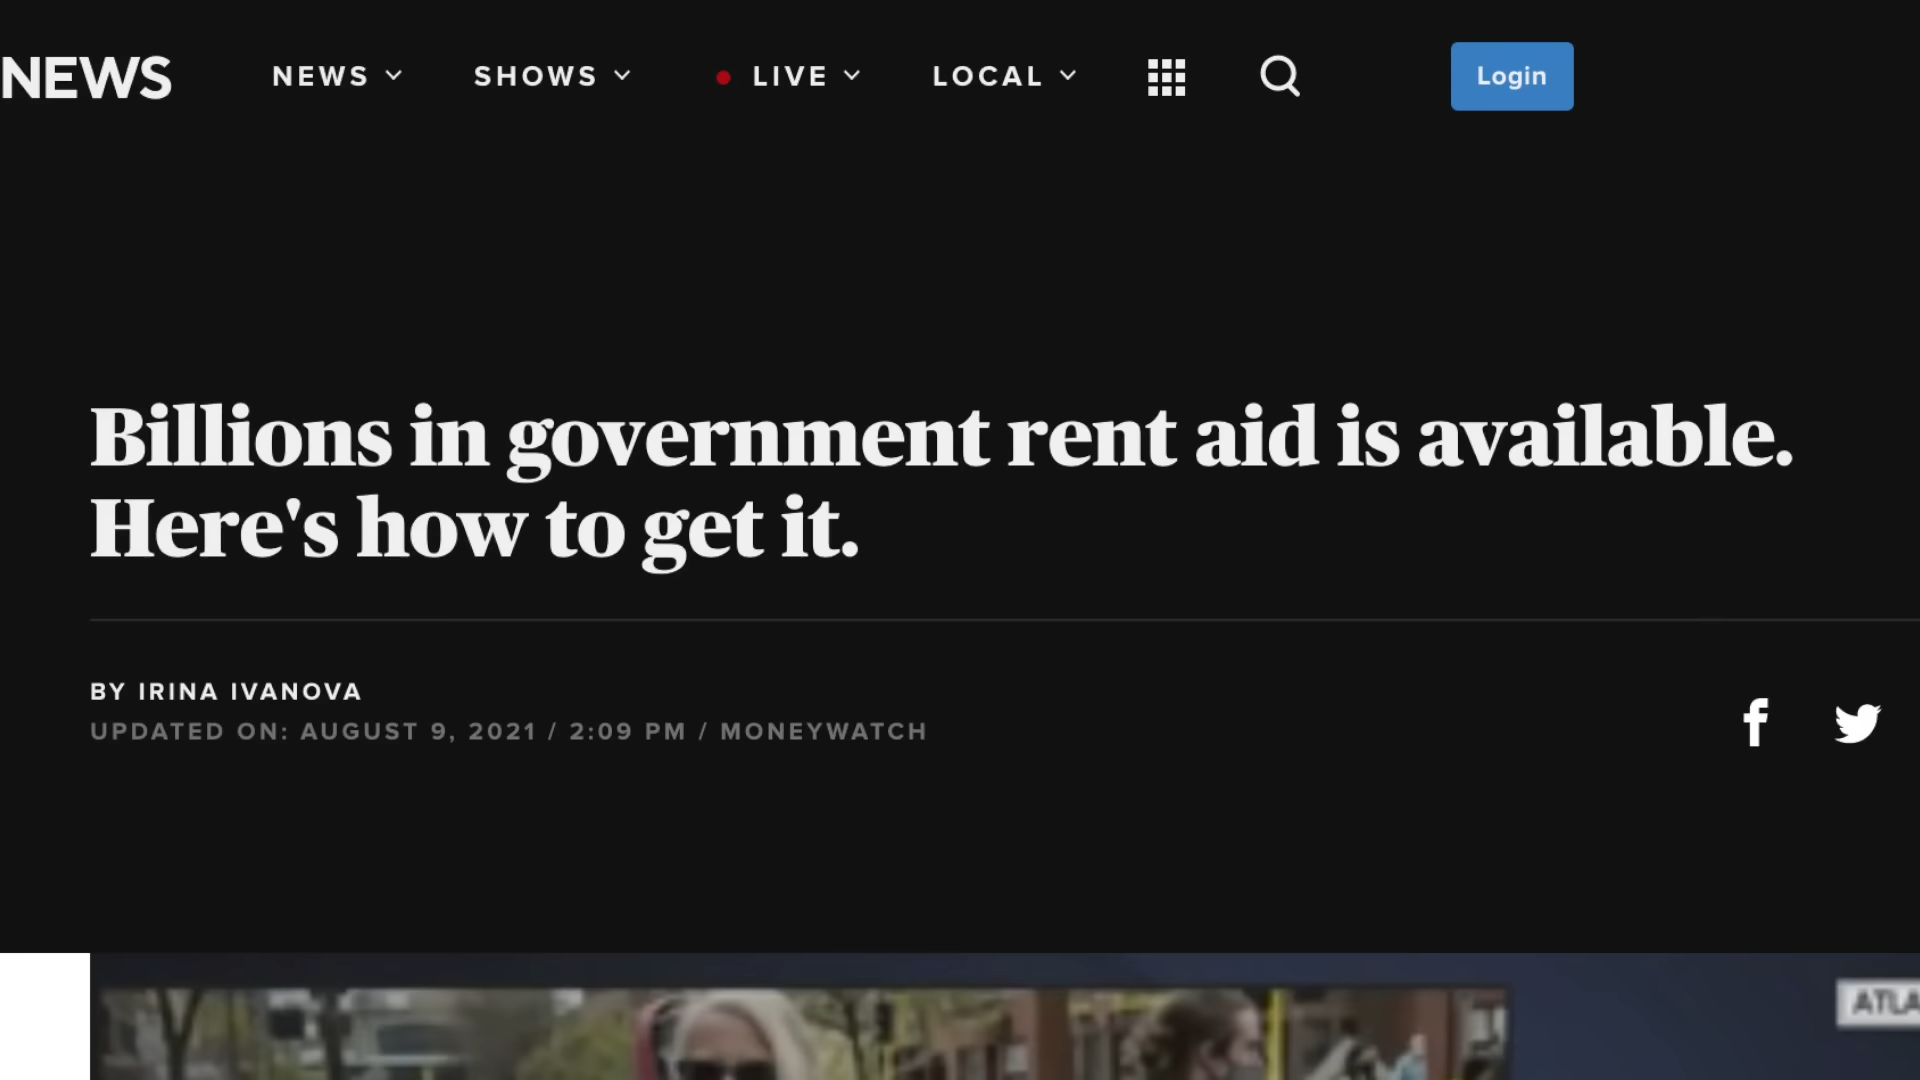 NEWS
NEWS SHOWS LIVE LOCAL Login
Billions in government rent aid is available.
Here's how to get it.
BY IRINA IVANOVA
UPDATED ON: AUGUST 9, 2021 / 2:09 PM / MONEYWATCH